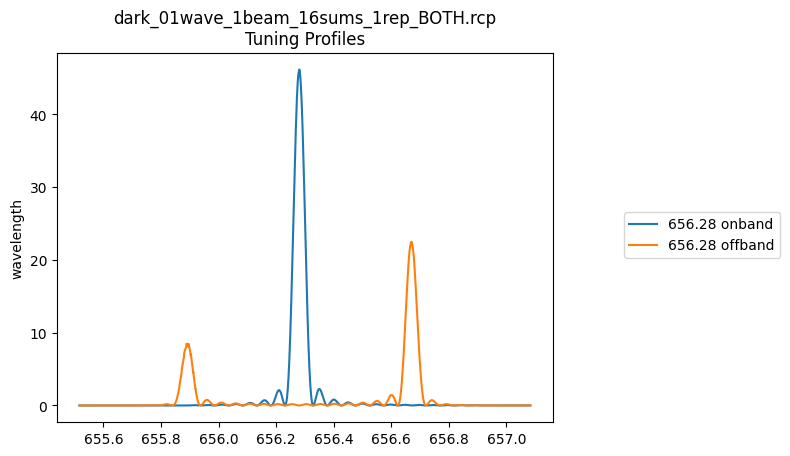 dark_01wave_1beam_16sums_1rep_BOTH.rcp
Tuning Profiles
wavelength
40
30
20
10
0
655.6 655.8 656.0 656.2 656.4 656.6 656.8 657.0
656.28 onband
656.28 offband